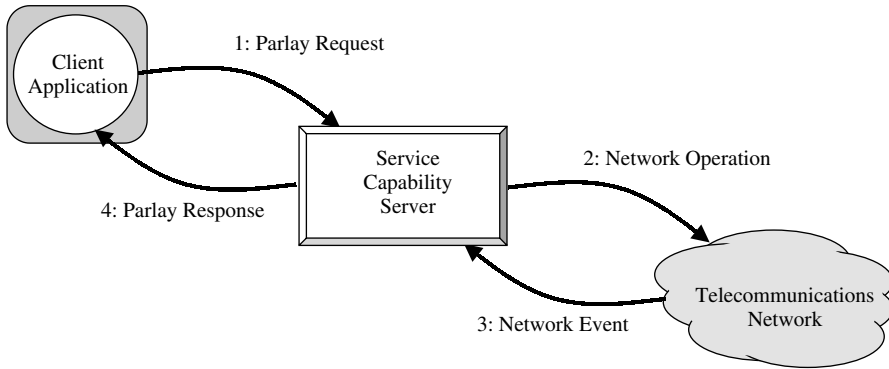 1: Parlay Request
Client
Application
Service
Capability
Server
2: Network Operation
4: Parlay Response
Telecommunications
Network
3: Network Event